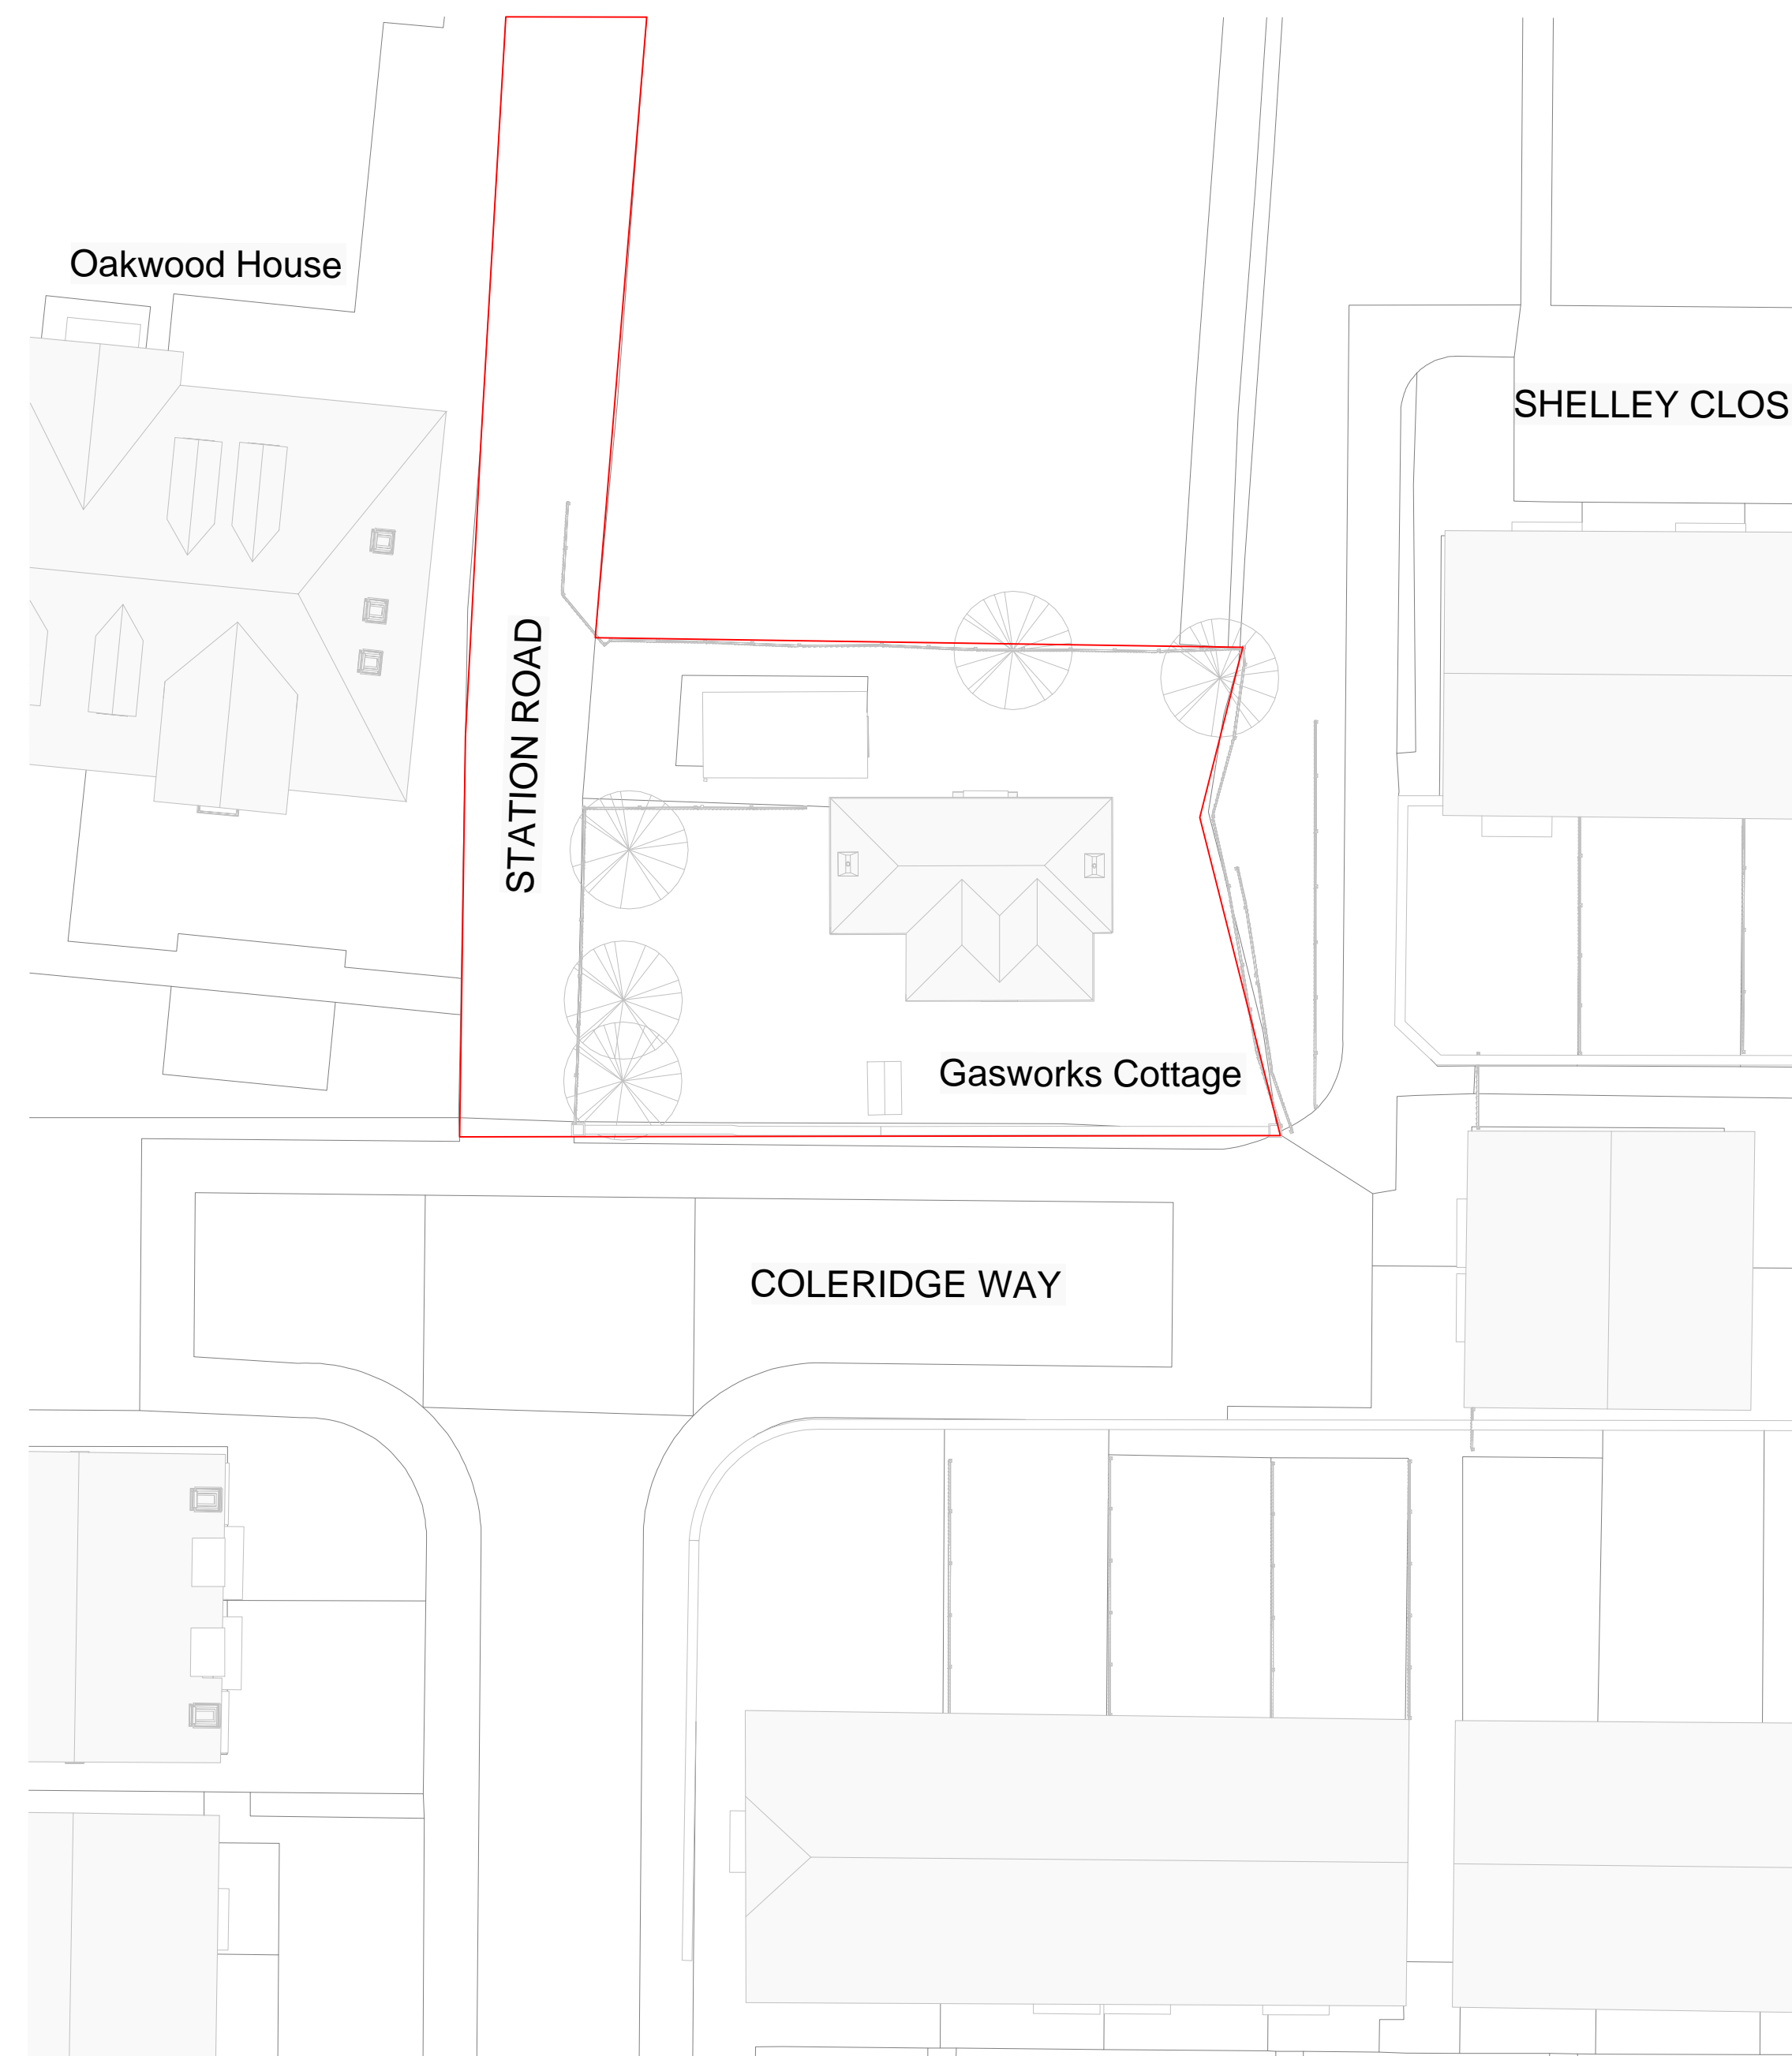 Oakwood House
SHELLEY CLOS
STATION ROAD
Gasworks Cottage
COLERIDGE WAY